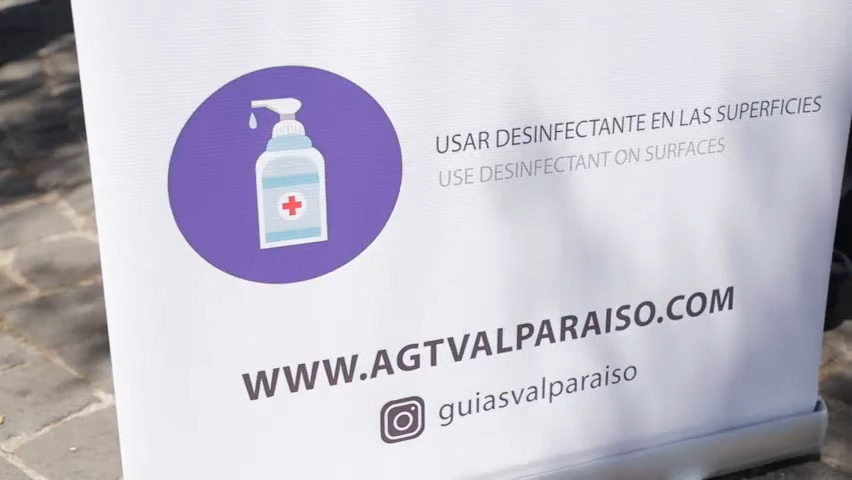 USAR DESINFECTANTE EN LAS SUPERFICIES
USE DESINFECTANT ON SURFACES
WWW.AGTVALPARAISO.COM
guiasvalparaiso